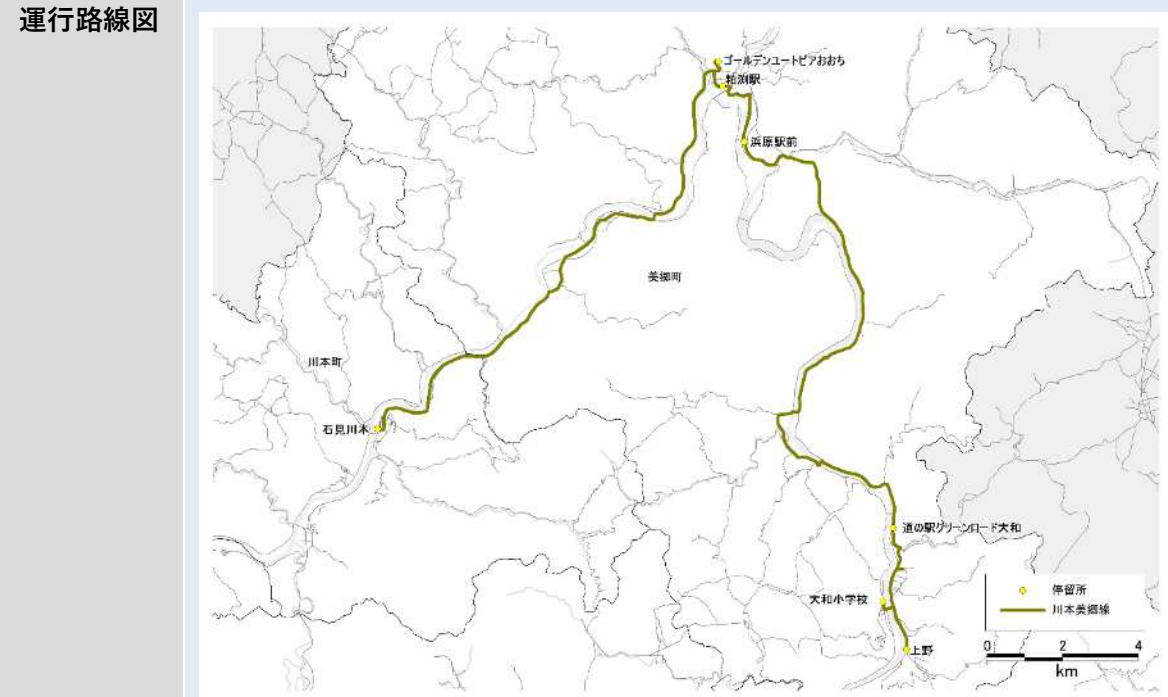 運行路線図
ゴールデンユートピアおおち
粕渕駅
浜原駅前
美郷町
川本町
石見川本
道の駅グリーンロード大和
大和小学校
上野
停留所
川本美郷線
0 2 4
km